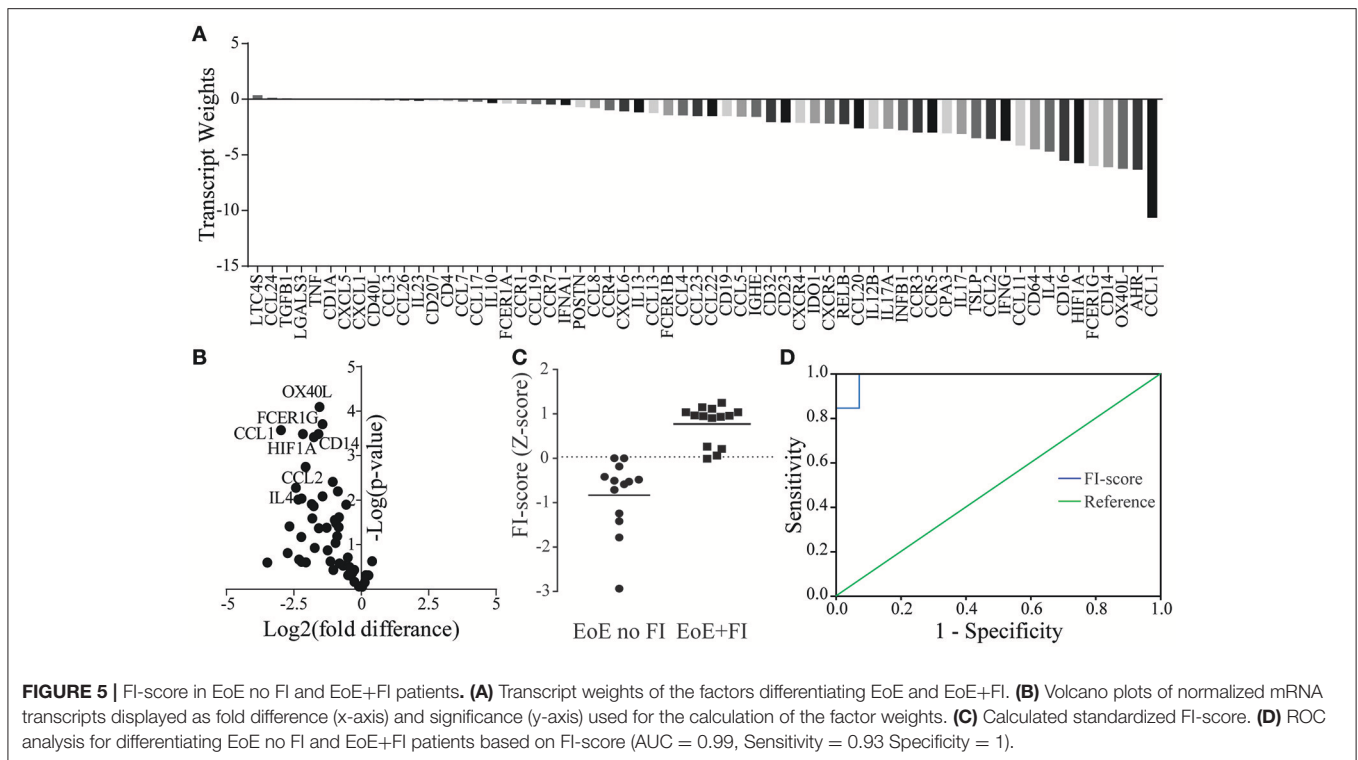 A
5
0
-5
-10
-15
Transcript Weights
LTC4S
CCL24
TGFB1
LGALS3
TNF
CD1A
CXCL5
CXCL1
CD40L
CCL3
CCL26
IL23
CD207
CD4
CCL7
CCL17
IL10
FCER1A
CCR1
CCL19
CCR7
IFNA1
POSTN
CCL8
CCR4
CXCL6
IL13
CCL13
FCER1B
CCL4
CCL23
CCL22
CD19
CCL5
IGHE
CD32
CD23
CXCR4
IDO1
CXCR5
RELB
CCL20
IL12B
IL17A
INFB1
CCR3
CCR5
CPA3
IL17
TSLP
CCL2
IFNG
CCL11
CD64
IL4
CD16
HIF1A
FCER1G
CD14
OX40L
AHR
CCL1
B
5
4
3
2
1
-Log(p-value)
OX40L
FCER1G
CCL1
HIF1A
CD14
CCL2
IL4
-5
-2.5
0
2.5
5
Log2(fold differance)
C
2
1
0
-1
-2
-3
FI-score (Z-score)
EoE no FI EoE+FI
D
1.0
0.8
0.6
0.4
0.2
0.0
Sensitivity
FI-score
Reference
0.0 0.2 0.4 0.6 0.8 1.0
1 - Specificity
FIGURE 5 | FI-score in EoE no FI and EoE+FI patients. (A) Transcript weights of the factors differentiating EoE and EoE+FI. (B) Volcano plots of normalized mRNA
transcripts displayed as fold difference (x-axis) and significance (y-axis) used for the calculation of the factor weights. (C) Calculated standardized FI-score. (D) ROC
analysis for differentiating EoE no FI and EoE+FI patients based on FI-score (AUC = 0.99, Sensitivity = 0.93 Specificity = 1).